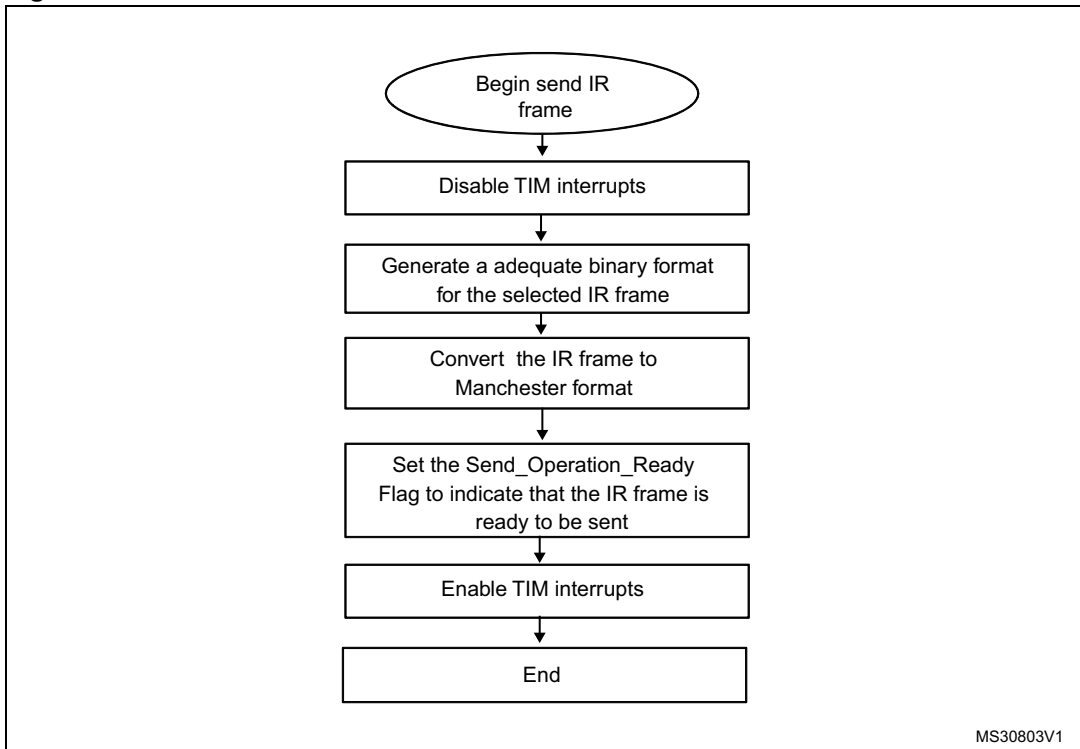 Begin send IR
frame
Disable TIM interrupts
Generate a adequate binary format
for the selected IR frame
Convert the IR frame to
Manchester format
Set the Send_Operation_Ready
Flag to indicate that the IR frame is
ready to be sent
Enable TIM interrupts
End
MS30803V1